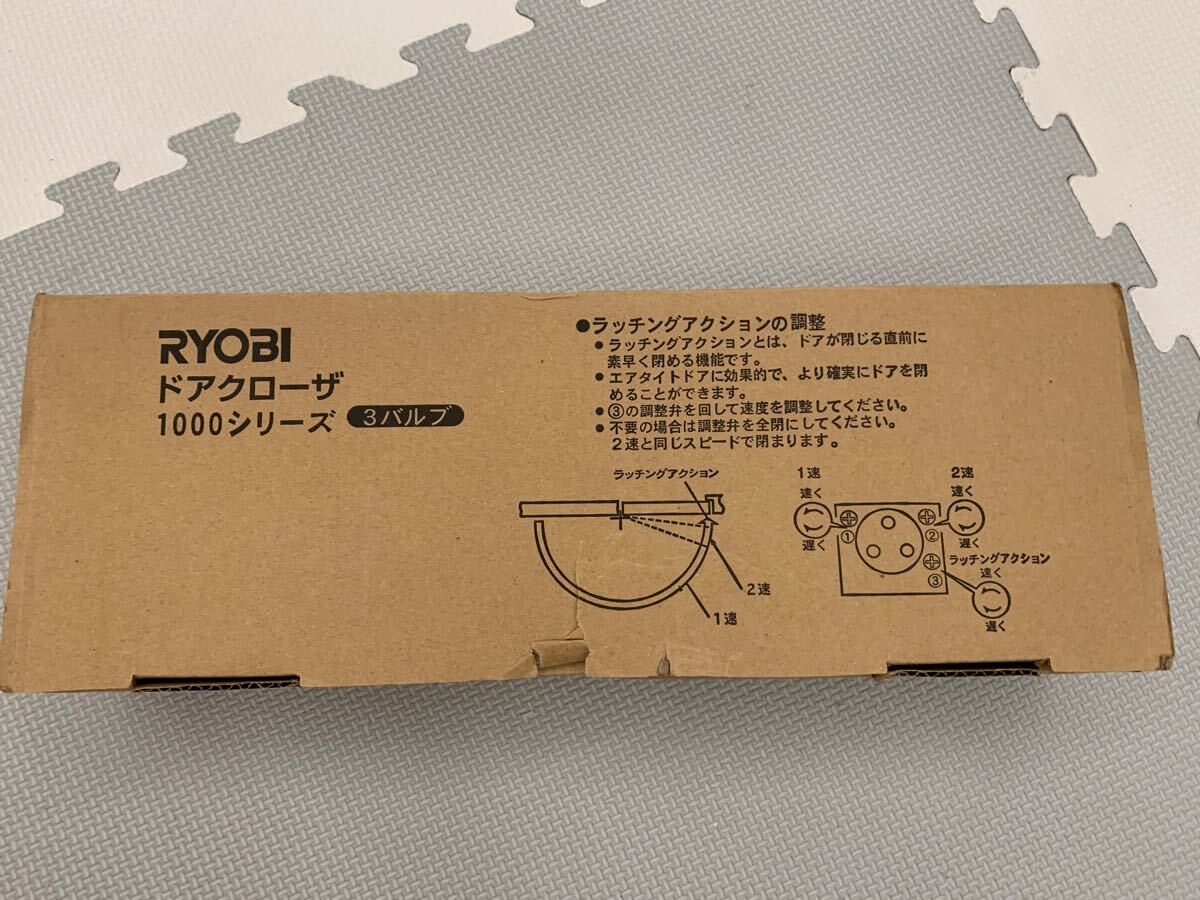 RYOBI
ドアクローザ
1000シリーズ 3バルブ
●ラッチングアクションの調整
●ラッチングアクションとは、ドアが閉じる直前に
素早く閉める機能です。
●エアタイトドアに効果的で、より確実にドアを閉
めることができます。
●③の調整弁を回して速度を調整してください。
●不要の場合は調整弁を全閉にしてください。
2速と同じスピードで閉まります。
ラッチングアクション
2速
1速
1速
速く
遅く
①
2速
速く
遅く
②
ラッチングアクション
③
速く
遅く